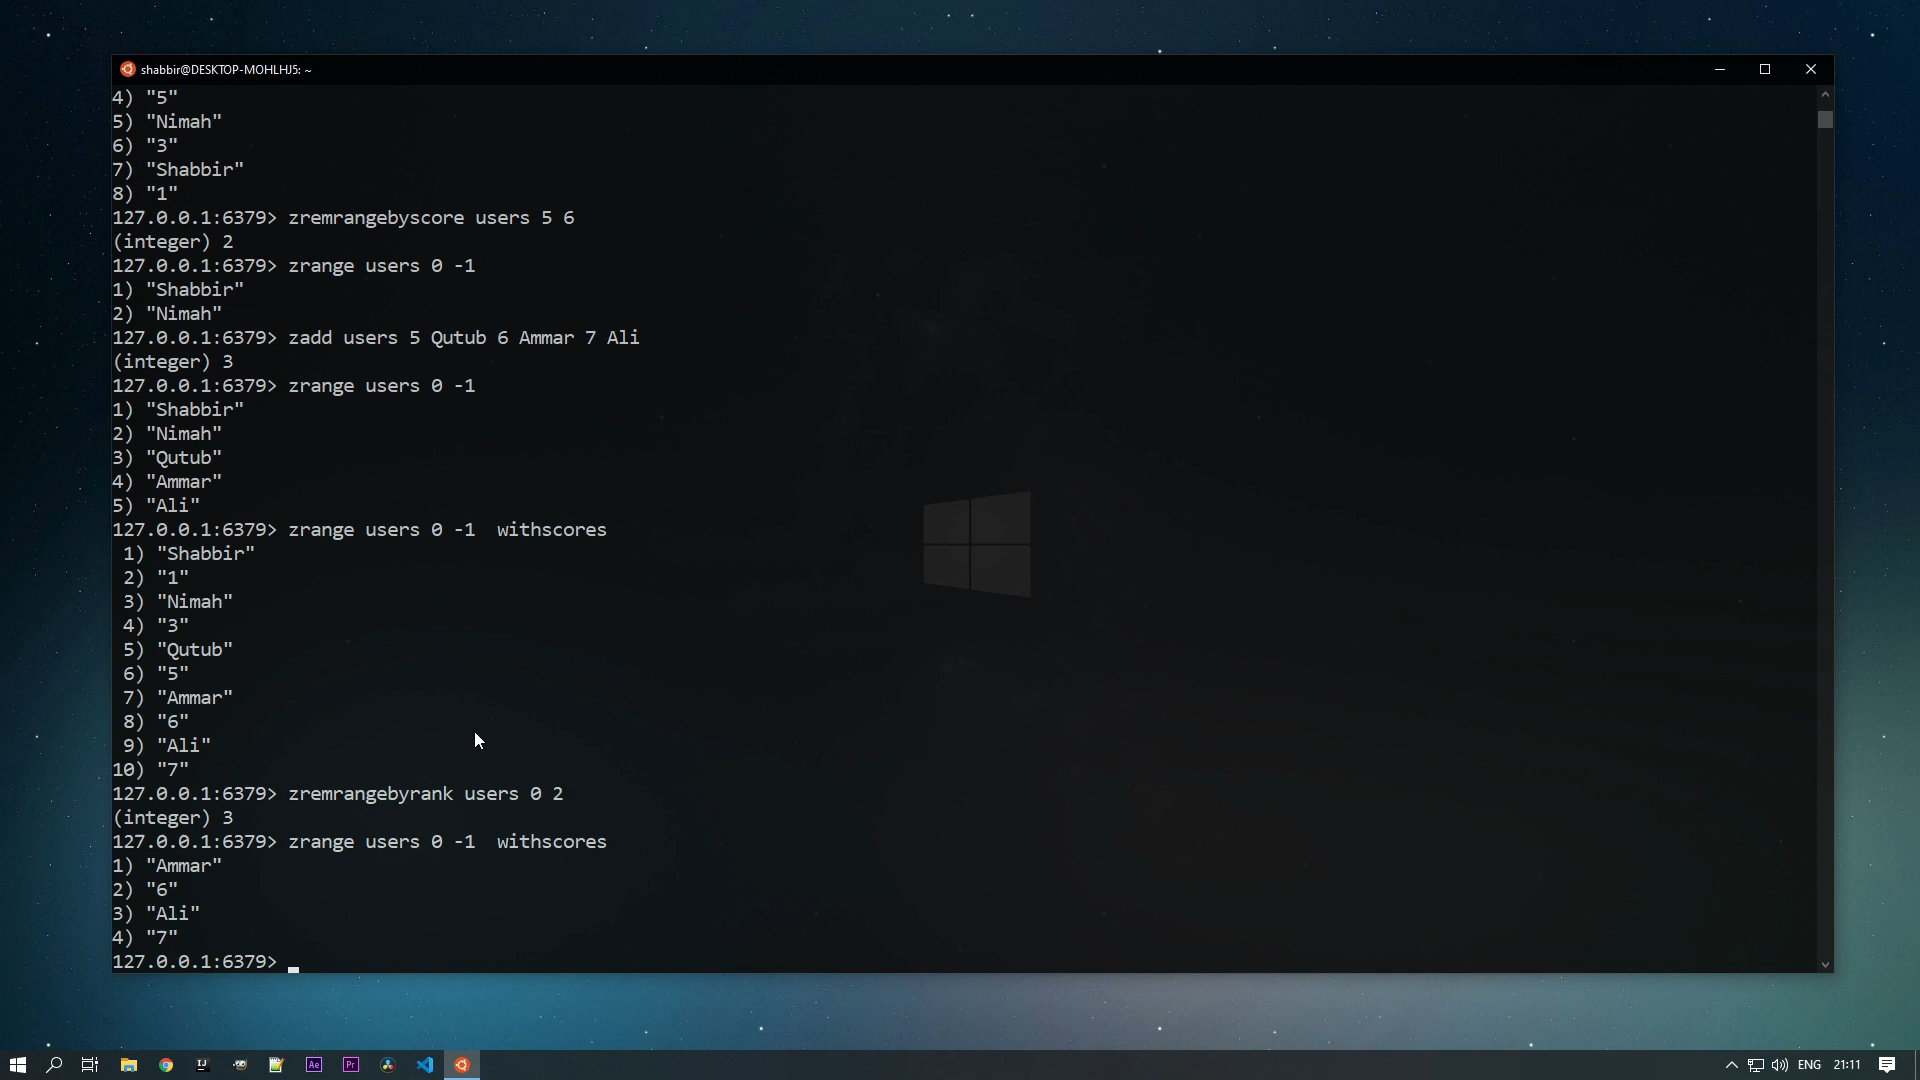 shabbir@DESKTOP-MOHLHJ5: ~
4) "5"
5) "Nimah"
6) "3"
7) "Shabbir"
8) "1"
127.0.0.1:6379> zremrangebyscore users 5 6
(integer) 2
127.0.0.1:6379> zrange users 0 -1
1) "Shabbir"
2) "Nimah"
127.0.0.1:6379> zadd users 5 Qutub 6 Ammar 7 Ali
(integer) 3
127.0.0.1:6379> zrange users 0 -1
1) "Shabbir"
2) "Nimah"
3) "Qutub"
4) "Ammar"
5) "Ali"
127.0.0.1:6379> zrange users 0 -1  withscores
 1) "Shabbir"
 2) "1"
 3) "Nimah"
 4) "3"
 5) "Qutub"
 6) "5"
 7) "Ammar"
 8) "6"
 9) "Ali"
10) "7"
127.0.0.1:6379> zremrangebyrank users 0 2
(integer) 3
127.0.0.1:6379> zrange users 0 -1  withscores
1) "Ammar"
2) "6"
3) "Ali"
4) "7"
127.0.0.1:6379>
IJ Ae Pr ENG 21:11